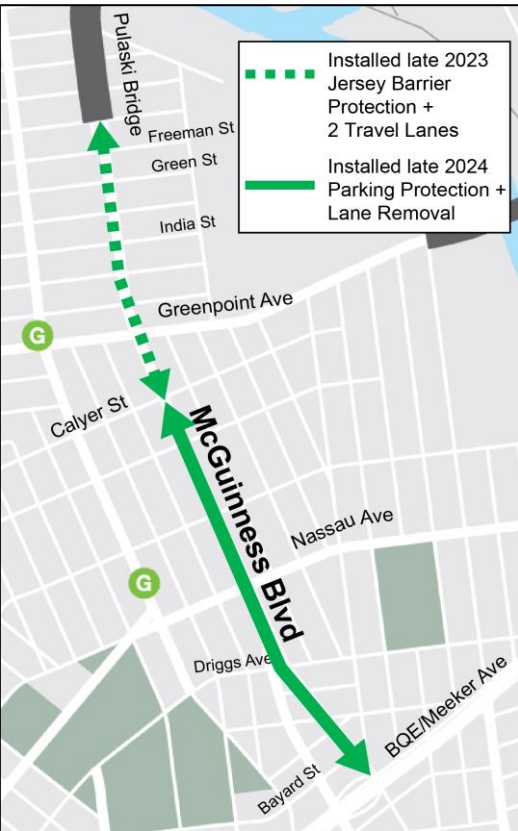 Pulaski Bridge
Installed late 2023
Jersey Barrier
Protection +
2 Travel Lanes
Installed late 2024
Parking Protection +
Lane Removal
Freeman St
Green St
India St
Greenpoint Ave
G
Calyer St
McGuinness Blvd
Nassau Ave
G
Driggs Ave
BQE/Meeker Ave
Bayard St